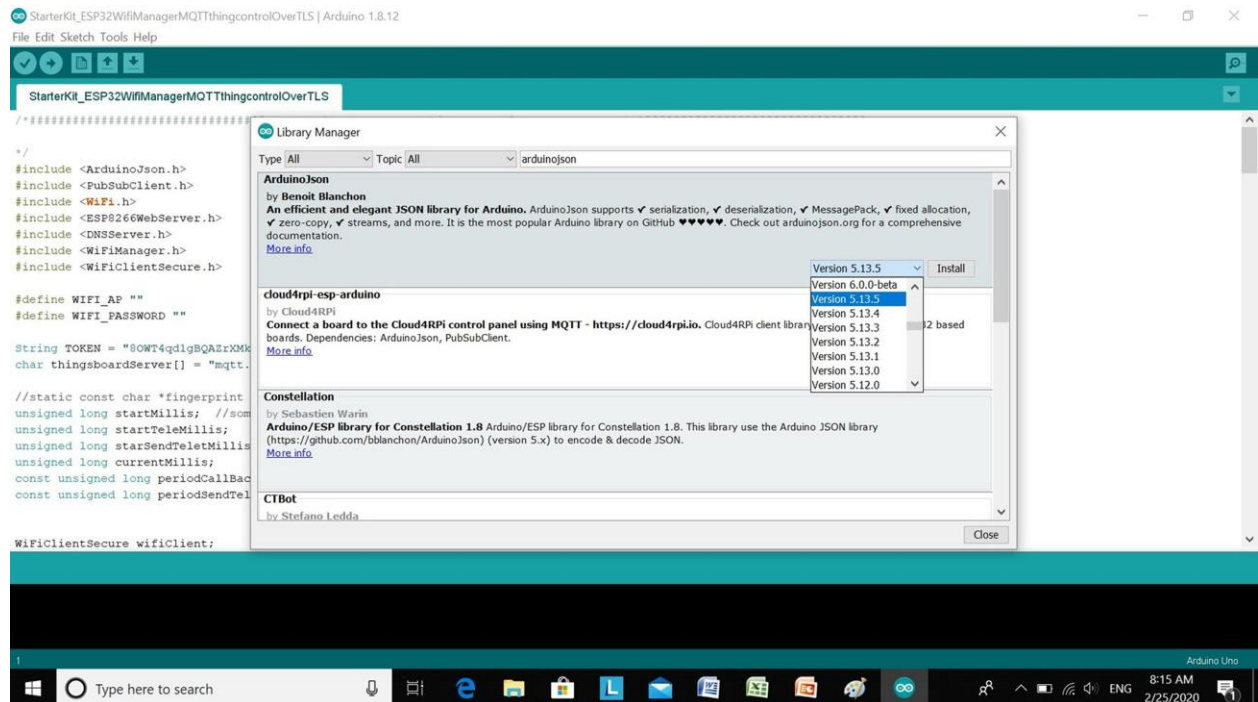 StarterKit_ESP32WifiManagerMQTTthingcontrolOverTLS | Arduino 1.8.12
File Edit Sketch Tools Help
StarterKit_ESP32WifiManagerMQTTthingcontrolOverTLS
*/
#include <ArduinoJson.h>
#include <PubSubClient.h>
#include <WiFi.h>
#include <ESP8266WebServer.h>
#include <DNSServer.h>
#include <WiFiManager.h>
#include <WiFiClientSecure.h>
#define WIFI_AP ""
#define WIFI_PASSWORD ""
String TOKEN =
char thingsboardServer[] = "mqtt.
//static const char *fingerprint
unsigned long startMillis; //som
unsigned long startTeleMillis;
unsigned long starSendTeletMillis
unsigned long currentMillis;
const unsigned long periodCallBac
const unsigned long periodSendTel
WiFiClientSecure wifiClient;
Library Manager
Type All Topic All arduinojson
ArduinoJson
by Benoit Blanchon
An efficient and elegant JSON library for Arduino. ArduinoJson supports ✔ serialization, ✔ deserialization, ✔ MessagePack, ✔ fixed allocation,
✔ zero-copy, ✔ streams, and more. It is the most popular Arduino library on GitHub ♥♥♥♥♥. Check out arduinojson.org for a comprehensive
documentation.
More info
Version 5.13.5 Install
Version 6.0.0-beta
Version 5.13.5
Version 5.13.4
Version 5.13.3
Version 5.13.2
Version 5.13.1
Version 5.13.0
Version 5.12.0
cloud4rpi-esp-arduino
by Cloud4RPi
Connect a board to the Cloud4RPi control panel using MQTT - https://cloud4rpi.io. Cloud4RPi client library 32 based
boards. Dependencies: ArduinoJson, PubSubClient.
More info
Constellation
by Sebastien Warin
Arduino/ESP library for Constellation 1.8 Arduino/ESP library for Constellation 1.8. This library use the Arduino JSON library
(https://github.com/bblanchon/ArduinoJson) (version 5.x) to encode & decode JSON.
More info
CTBot
by Stefano Ledda
Close
1
Arduino Uno
Type here to search
ENG
8:15 AM
2/25/2020
1